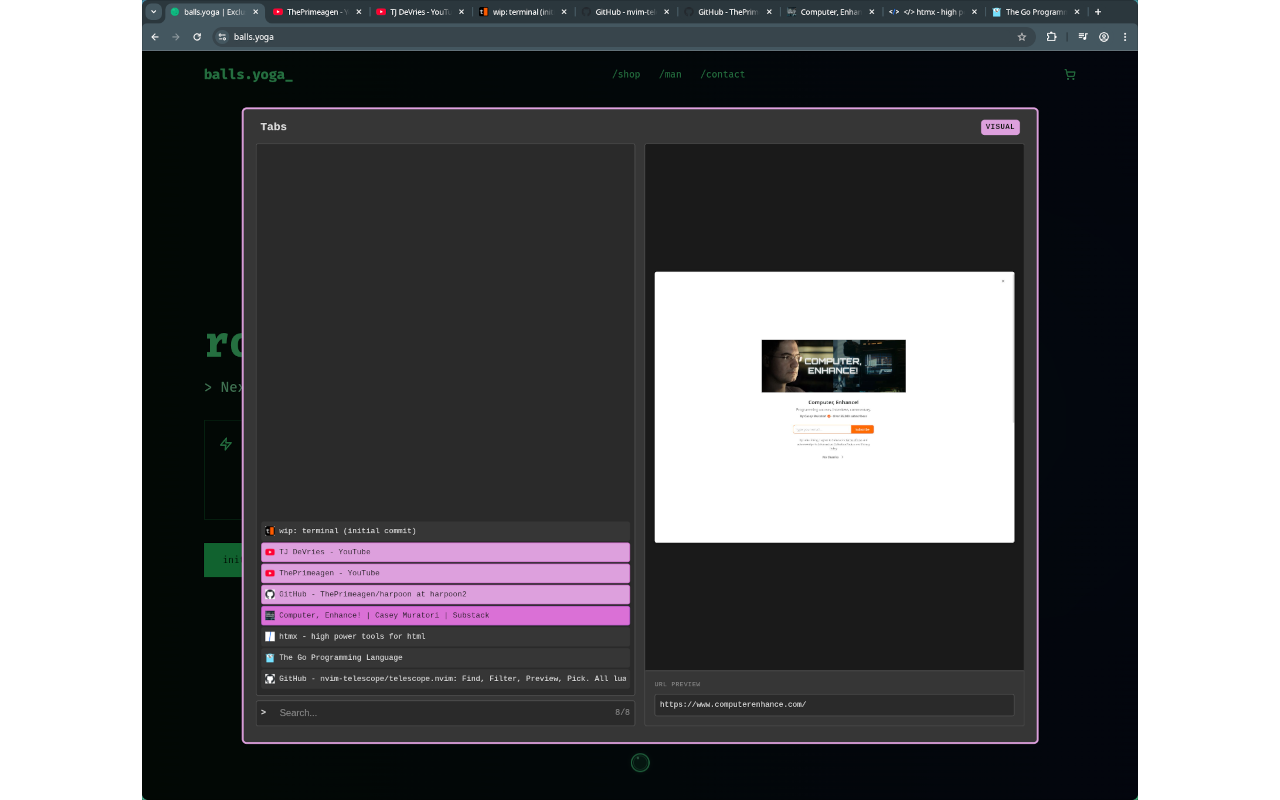 balls.yoga | Exclu
ThePrimeagen - Y
TJ DeVries - YouTu
wip: terminal (ini
GitHub - nvim-tel
GitHub - ThePrim
Computer, Enhan
</> htmx - high p
The Go Program
balls.yoga
balls.yoga_
/shop
/man
/contact
Tabs
VISUAL
ro
> Nex
init
wip: terminal (initial commit)
TJ DeVries - YouTube
ThePrimeagen - YouTube
GitHub - ThePrimeagen/harpoon at harpoon2
Computer, Enhance! | Casey Muratori | Substack
htmx - high power tools for html
The Go Programming Language
GitHub - nvim-telescope/telescope.nvim: Find, Filter, Preview, Pick. All lua
> Search...
8/8
COMPUTER,
ENHANCE!
Computer, Enhance!
URL PREVIEW
https://www.computerenhance.com/